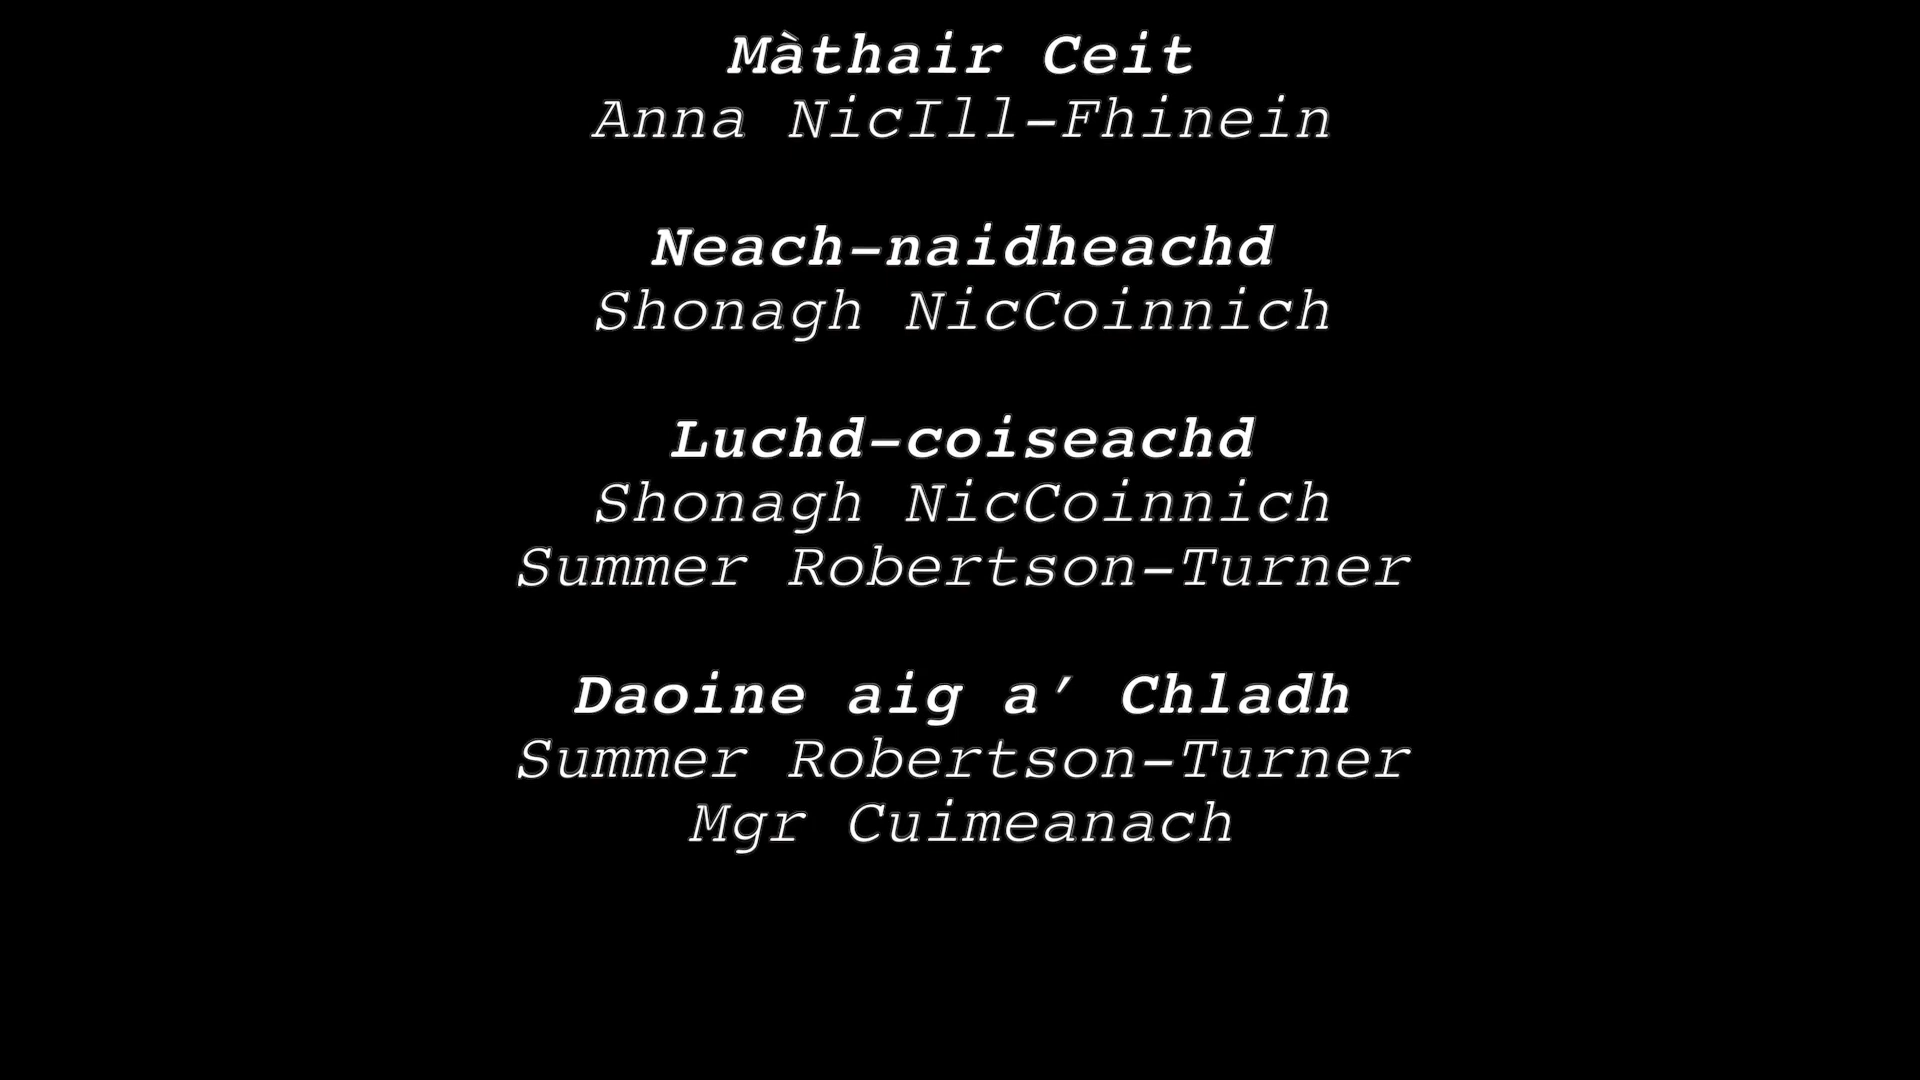 Màthair Ceit
Anna NicIll-Fhinein
Neach-naidheachd
Shonagh NicCoinnich
Luchd-coiseachd
Shonagh NicCoinnich
Summer Robertson-Turner
Daoine aig a’ Chladh
Summer Robertson-Turner
Mgr Cuimeanach